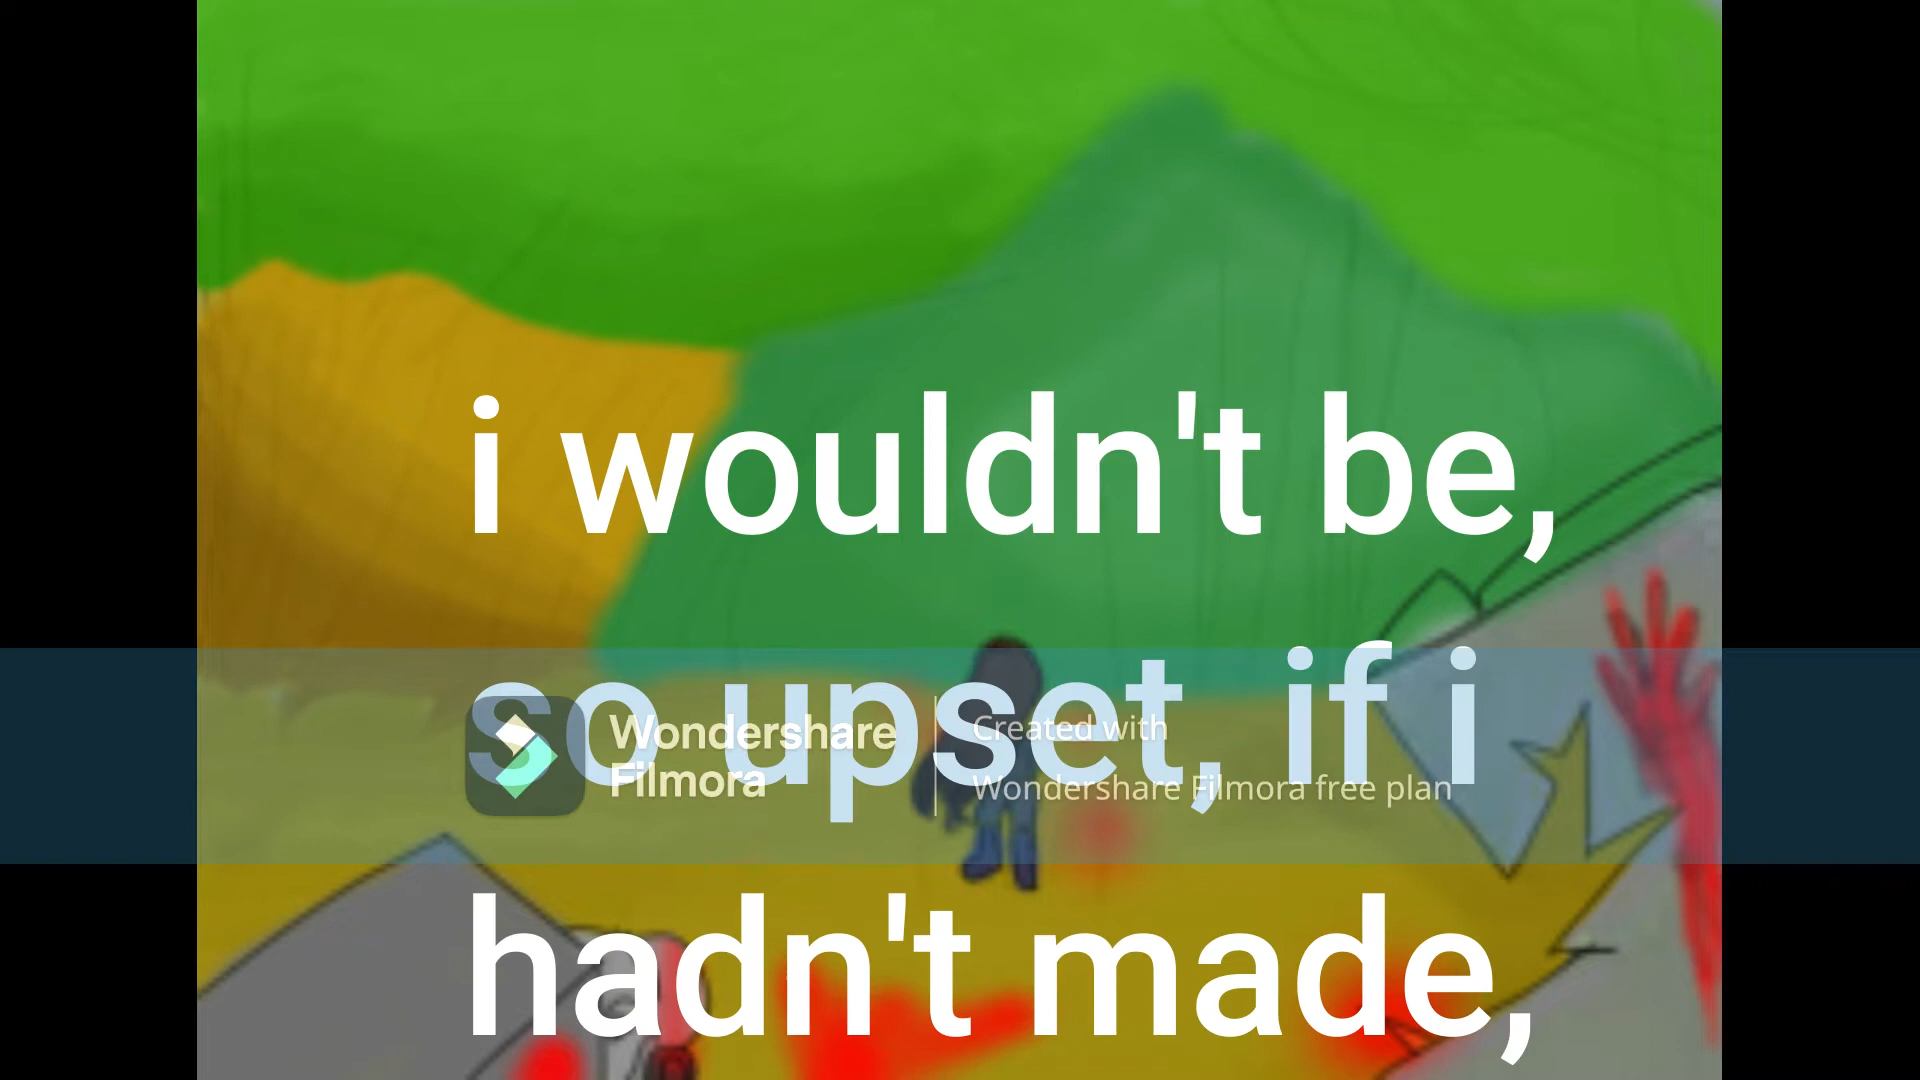 i wouldn't be,
so upset, if i
Wondershare
Filmora
Created with
Wondershare Filmora free plan
hadn't made,